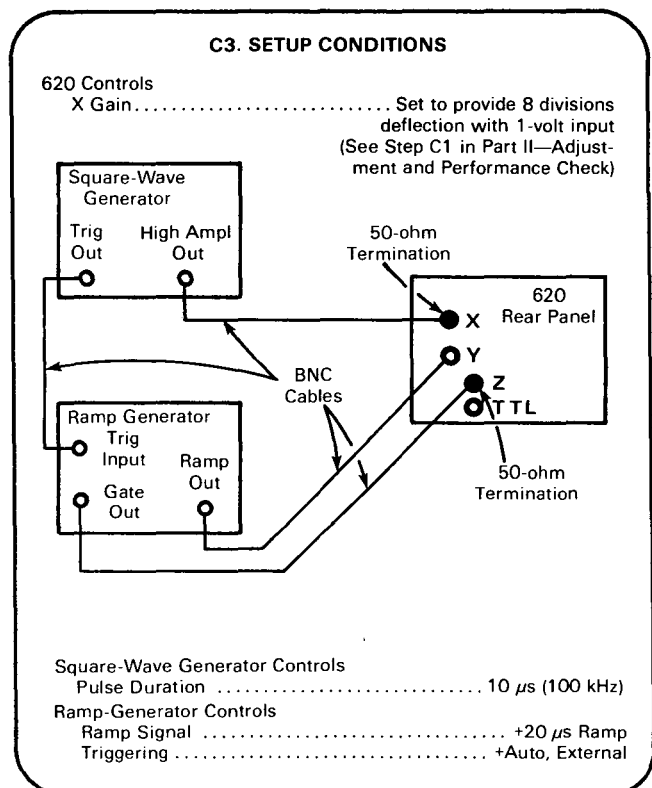 C3. SETUP CONDITIONS
620 Controls
X Gain............................Set to provide 8 divisions
deflection with 1-volt input
(See Step C1 in Part II—Adjust-
ment and Performance Check)
Square-Wave
Generator
Trig
Out
High Ampl
Out
50-ohm
Termination
620
Rear Panel
X
Y
Z
TTL
BNC
Cables
Ramp Generator
Trig
Input
Ramp
Out
Gate
Out
50-ohm
Termination
Square-Wave Generator Controls
Pulse Duration ............................. 10 μs (100 kHz)
Ramp-Generator Controls
Ramp Signal .................................. +20 μs Ramp
Triggering .................................. +Auto, External